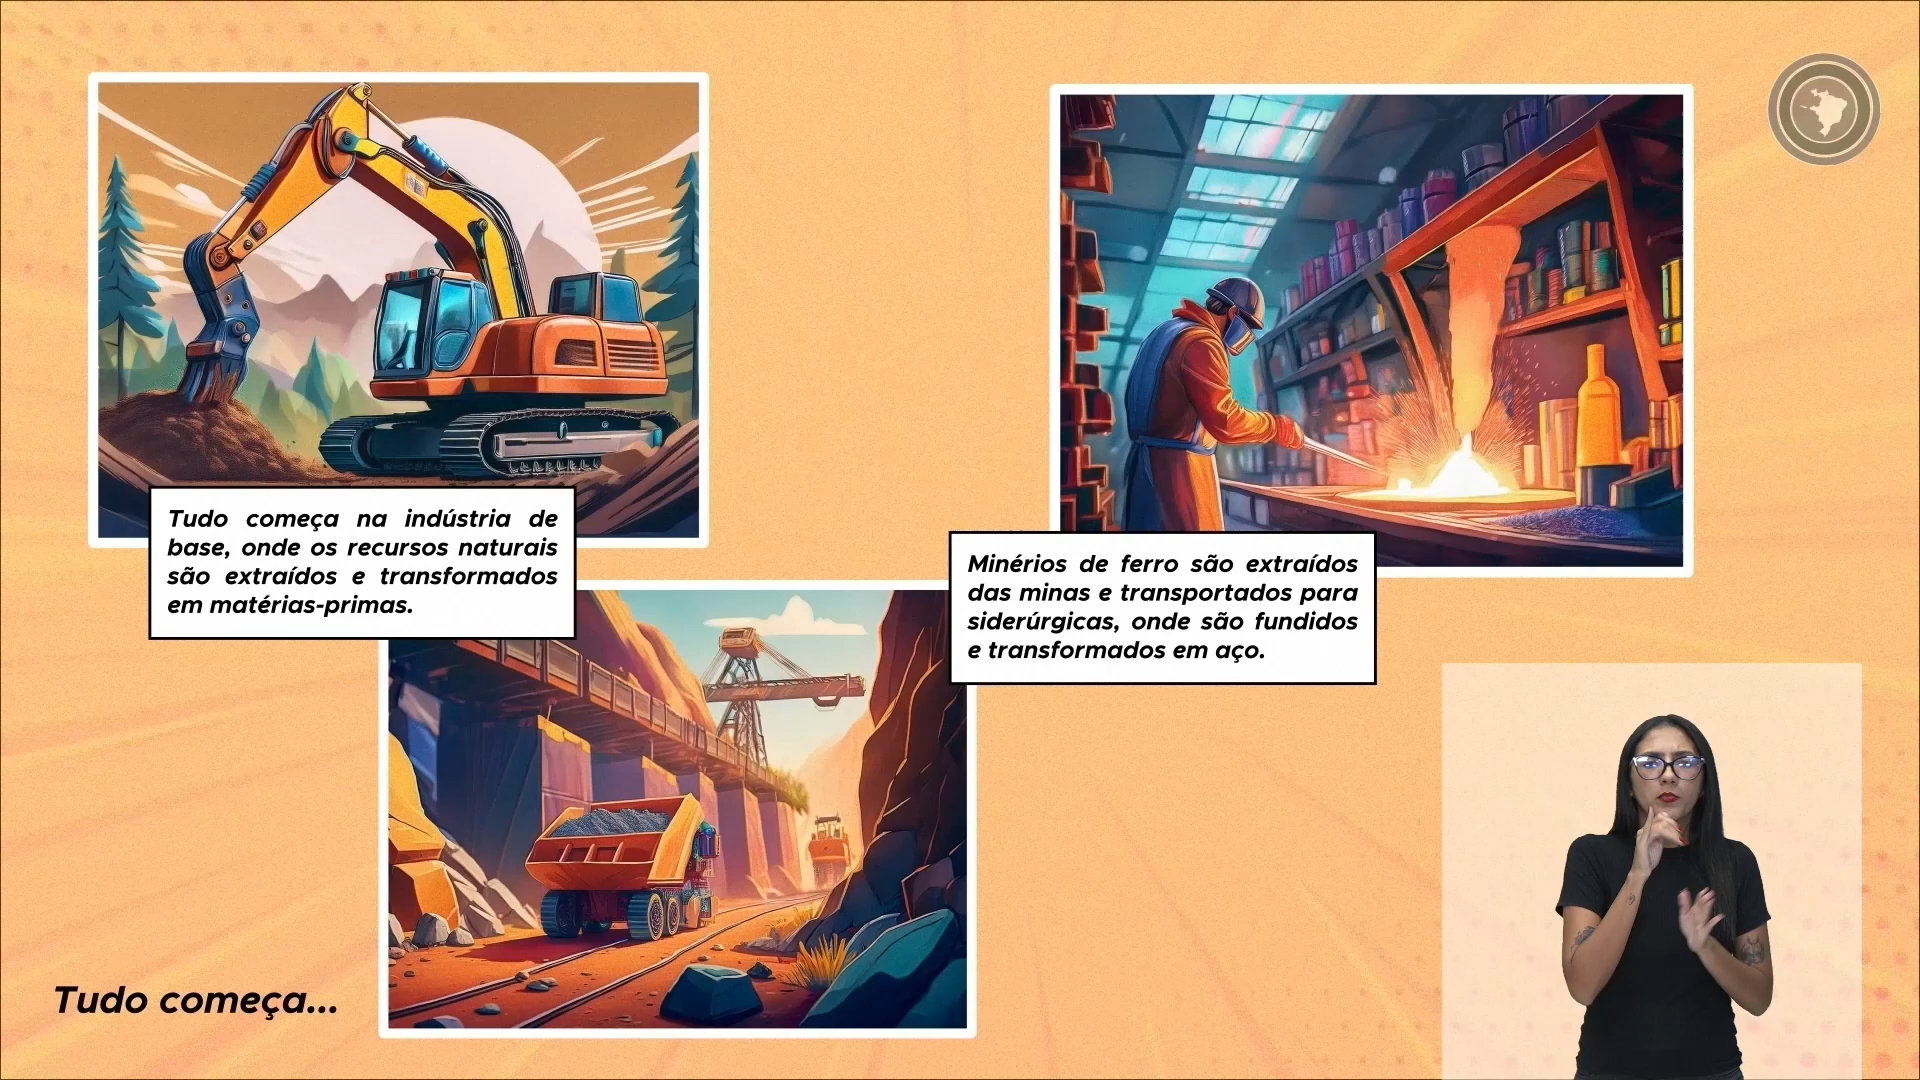 Tudo começa na indústria de
base, onde os recursos naturais
são extraídos e transformados
em matérias-primas.
Minérios de ferro são extraídos
das minas e transportados para
siderúrgicas, onde são fundidos
e transformados em aço.
Tudo começa...